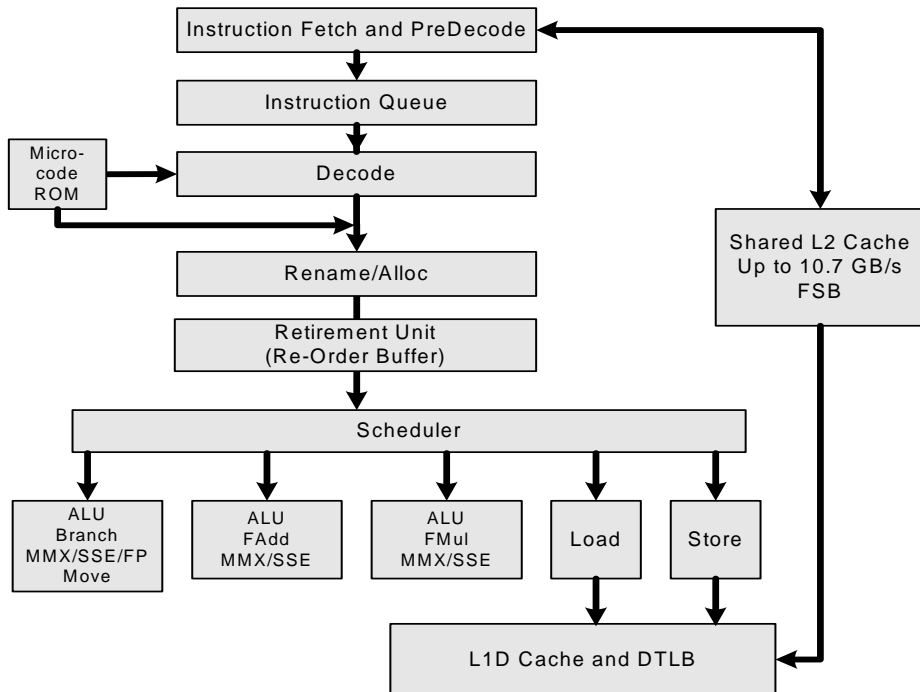 Instruction Fetch and PreDecode
Instruction Queue
Micro-
code
ROM
Decode
Shared L2 Cache
Up to 10.7 GB/s
FSB
Rename/Alloc
Retirement Unit
(Re-Order Buffer)
Scheduler
ALU
Branch
MMX/SSE/FP
Move
ALU
FAdd
MMX/SSE
ALU
FMul
MMX/SSE
Load
Store
L1D Cache and DTLB